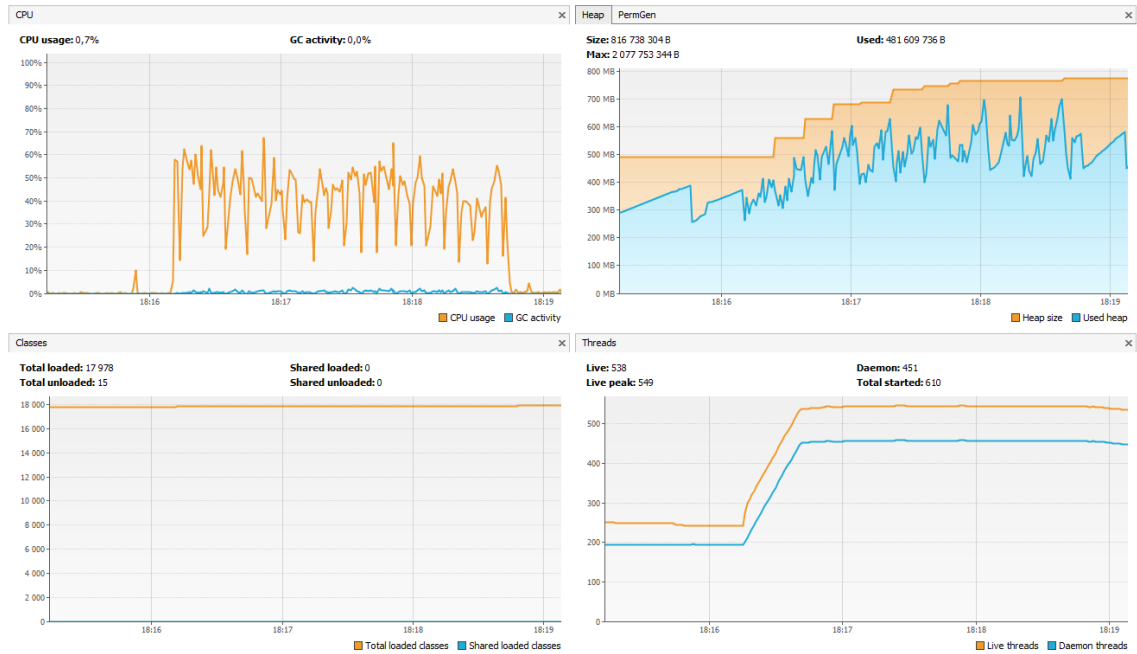 CPU ×
CPU usage: 0,7% GC activity: 0,0%
100%
90%
80%
70%
60%
50%
40%
30%
20%
10%
0%
18:16 18:17 18:18 18:19
CPU usage GC activity
Heap PermGen ×
Size: 816 738 304 B Used: 481 609 736 B
Max: 2 077 753 344 B
800 MB
700 MB
600 MB
500 MB
400 MB
300 MB
200 MB
100 MB
0 MB
18:16 18:17 18:18 18:19
Heap size Used heap
Classes ×
Total loaded: 17 978 Shared loaded: 0
Total unloaded: 15 Shared unloaded: 0
18 000
16 000
14 000
12 000
10 000
8 000
6 000
4 000
2 000
0
18:16 18:17 18:18 18:19
Total loaded classes Shared loaded classes
Threads ×
Live: 538 Daemon: 451
Live peak: 549 Total started: 610
500
400
300
200
100
0
18:16 18:17 18:18 18:19
Live threads Daemon threads